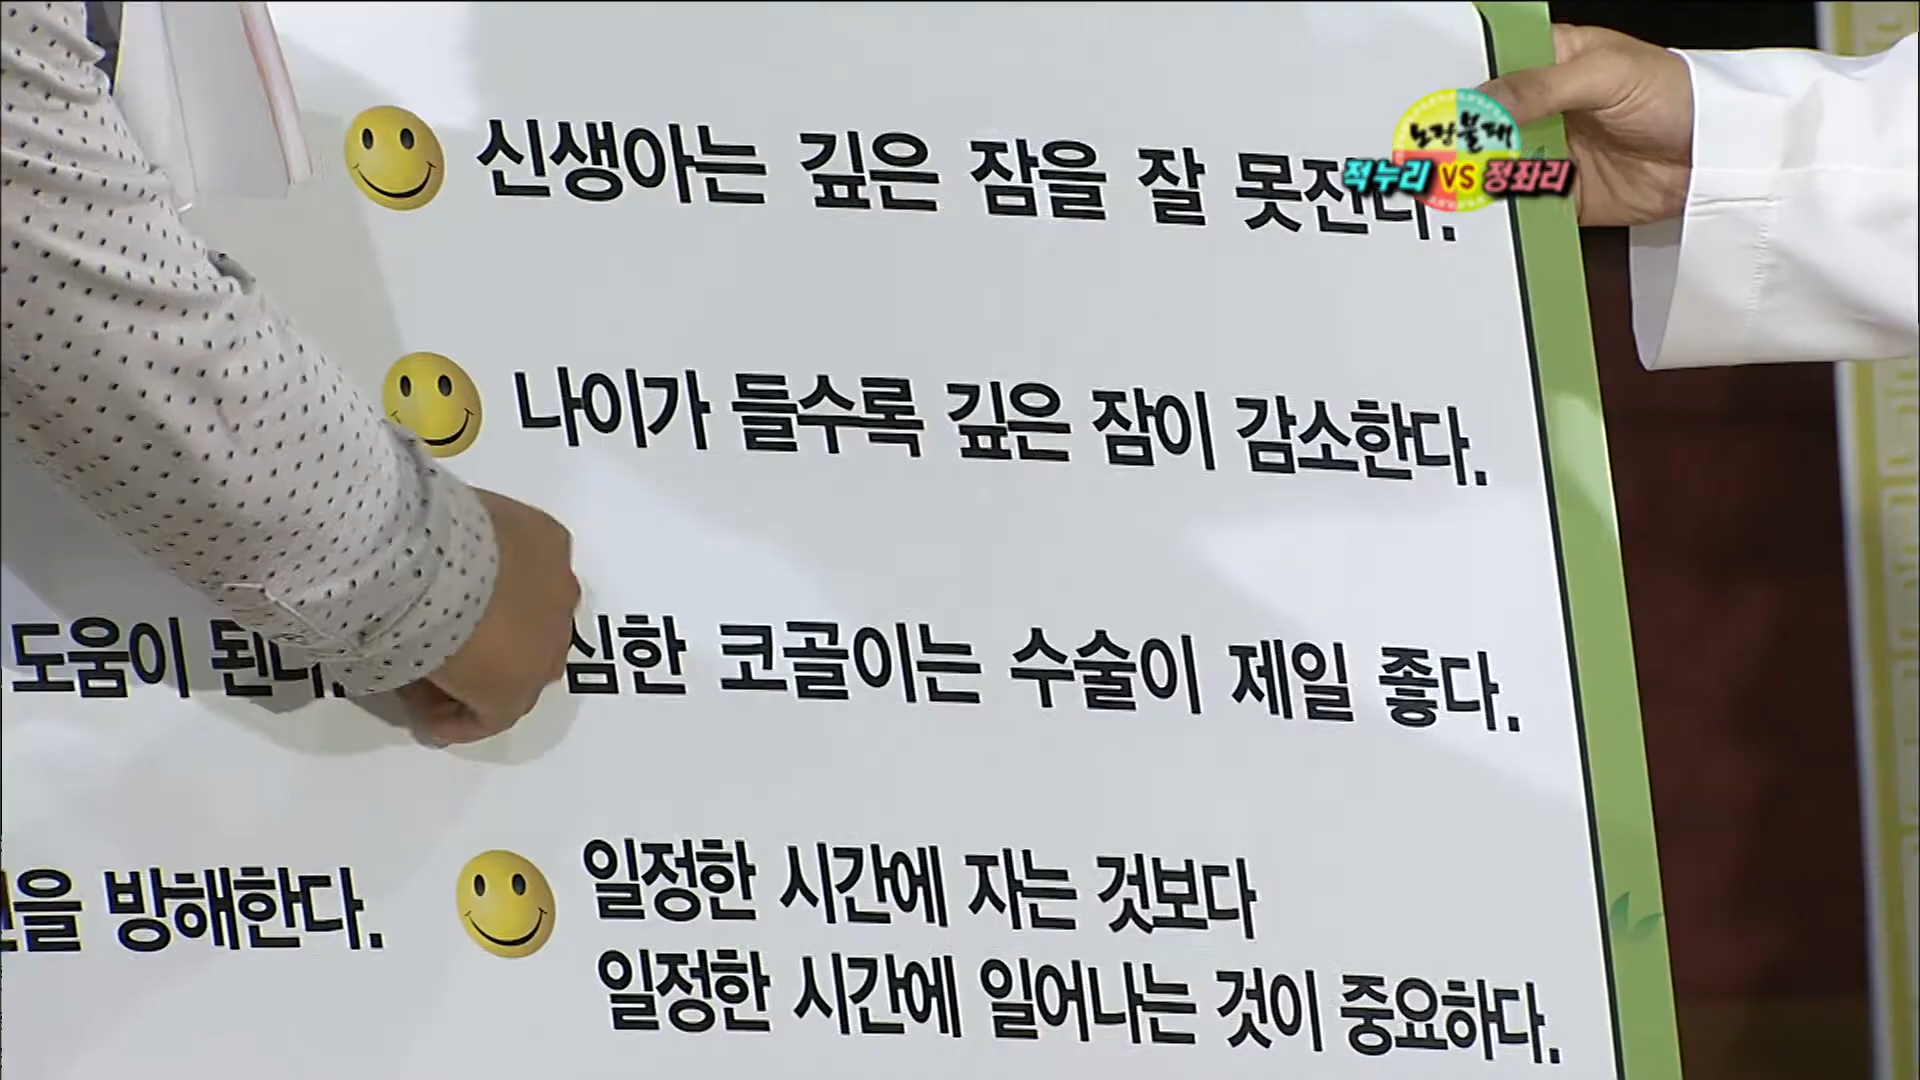 신생아는 깊은 잠을 잘 못잔다.
노장불패
적누리 VS 정좌리
나이가 들수록 깊은 잠이 감소한다.
도움이 된다.
심한 코골이는 수술이 제일 좋다.
을 방해한다.
일정한 시간에 자는 것보다
일정한 시간에 일어나는 것이 중요하다.